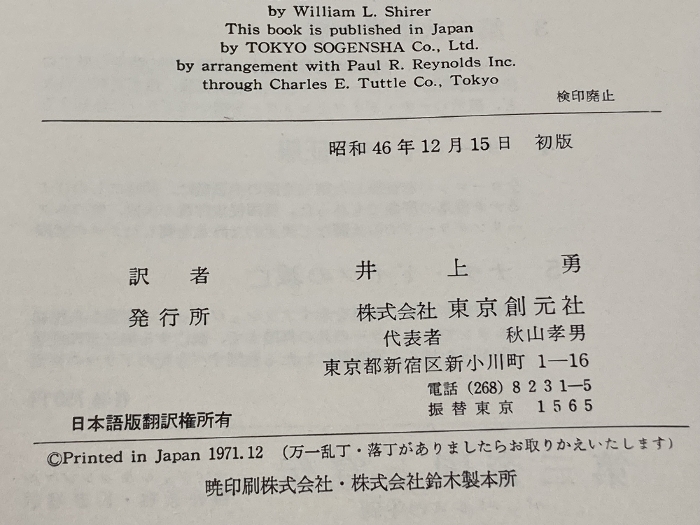 by William L. Shirer
This book is published in Japan
by TOKYO SOGENSHA Co., Ltd.
by arrangement with Paul R. Reynolds Inc.
through Charles E. Tuttle Co., Tokyo
検印廃止
昭和46年12月15日 初版
訳者 井上勇
発行所 株式会社 東京創元社
代表者 秋山孝男
東京都新宿区新小川町 1—16
電話 (268) 8231—5
振替東京 1565
日本語版翻訳権所有
©Printed in Japan 1971.12 (万一乱丁・落丁がありましたらお取りかえいたします)
暁印刷株式会社・株式会社鈴木製本所